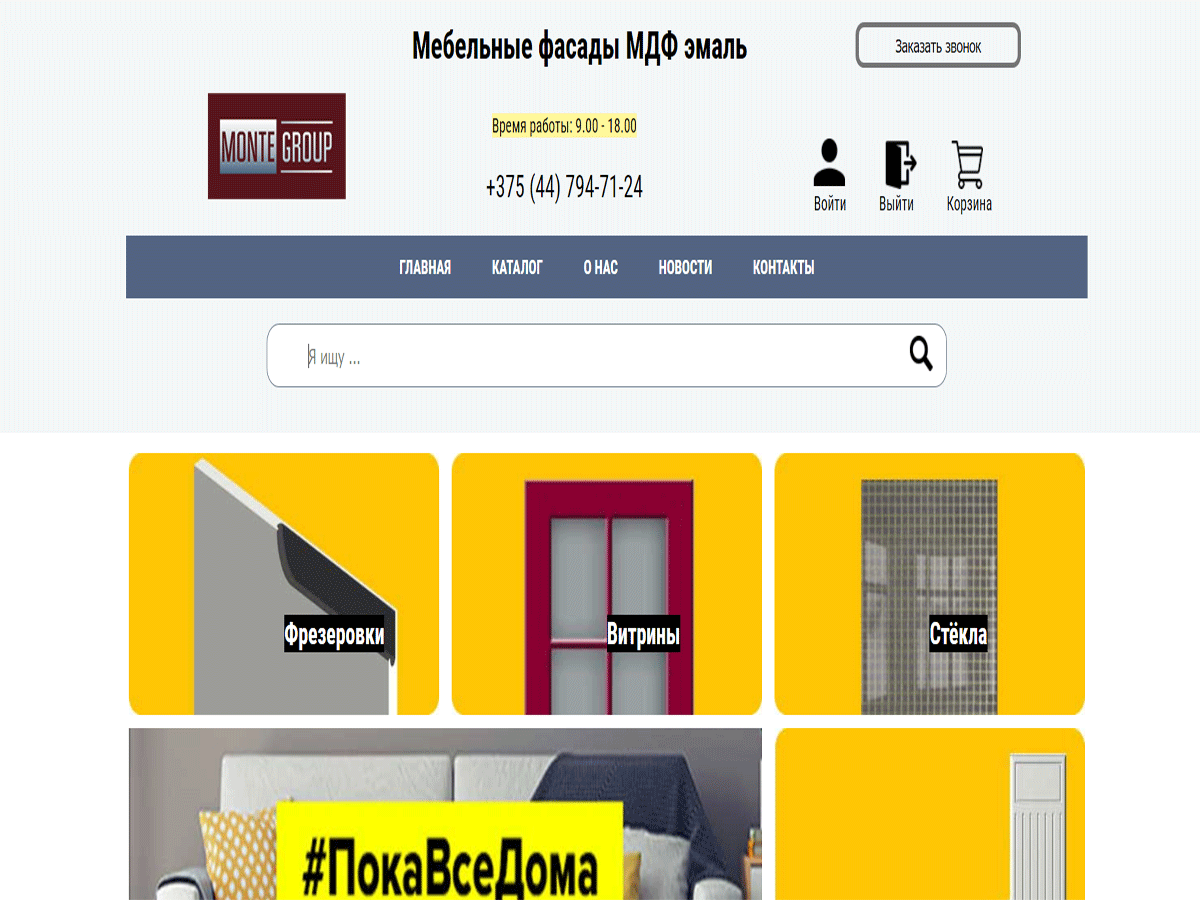 Мебельные фасады МДФ эмаль
Заказать звонок
MONTE GROUP
Время работы: 9.00 - 18.00
+375 (44) 794-71-24
Войти
Выйти
Корзина
ГЛАВНАЯ КАТАЛОГ О НАС НОВОСТИ КОНТАКТЫ
Я ищу ...
Фрезеровки
Витрины
Стёкла
#ПокаВсеДома